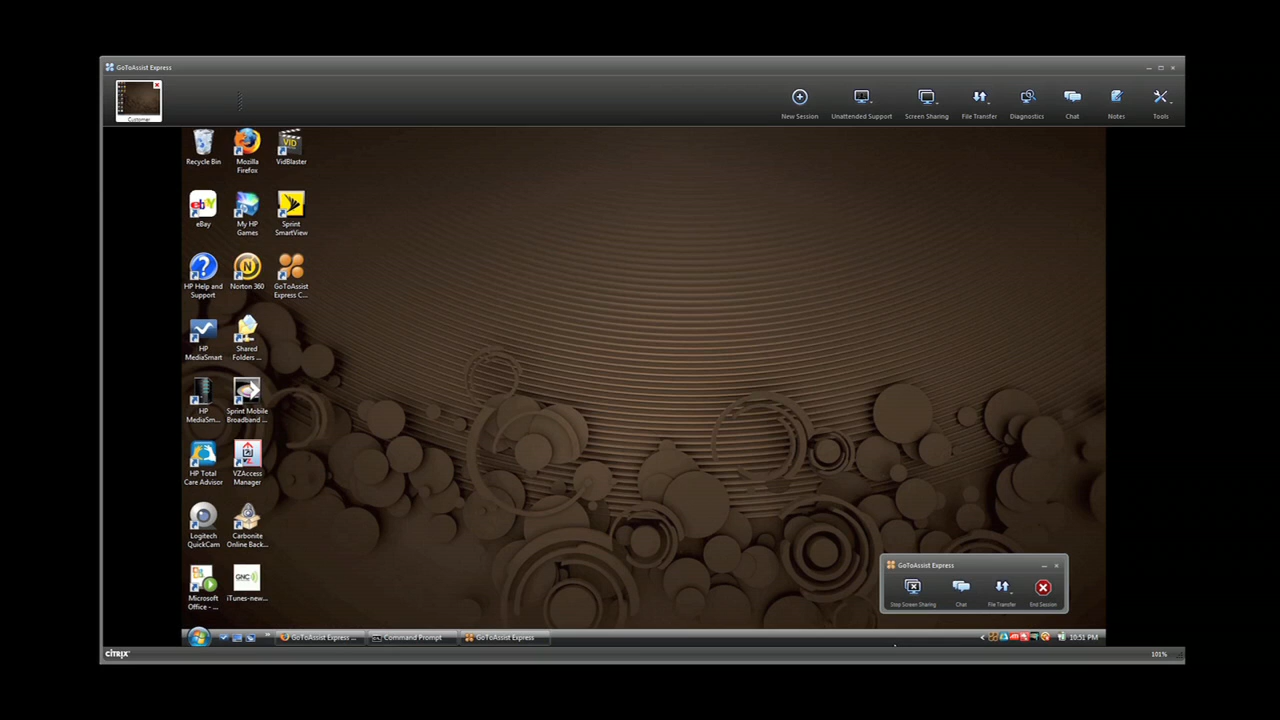 GoToAssist Express
Customer
New Session
Unattended Support
Screen Sharing
File Transfer
Diagnostics
Chat
Notes
Tools
Recycle Bin
Mozilla
Firefox
VID
VidBlaster
ebY
eBay
My HP
Games
Sprint
SmartView
HP Help and
Support
N
Norton 360
GoToAssist
Express C...
HP
MediaSmart
Shared
Folders ...
HP
MediaSm...
Sprint Mobile
Broadband ...
HP Total
Care Advisor
VZAccess
Manager
Logitech
QuickCam
Carbonite
Online Back...
Microsoft
Office - ...
GNC
iTunes-new...
GoToAssist Express
Stop Screen Sharing
Chat
File Transfer
End Session
GoToAssist Express ...
Command Prompt
GoToAssist Express
10:51 PM
CITRIX
101%